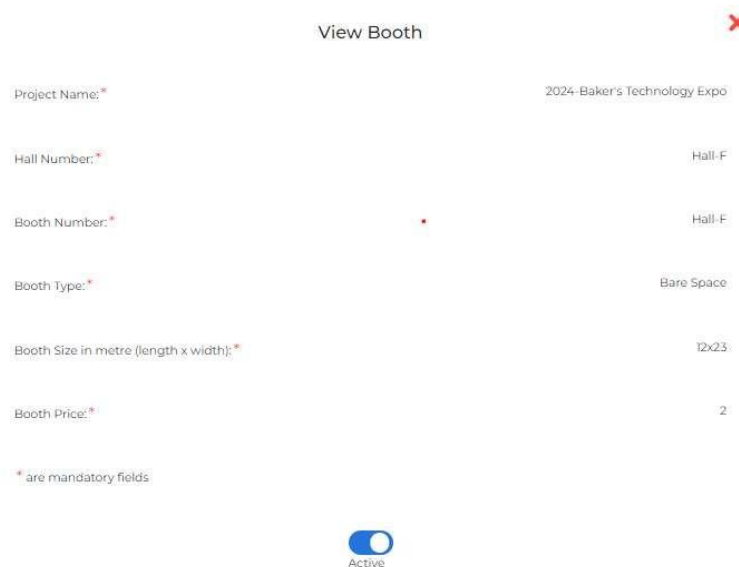 View Booth
Project Name:* 2024-Baker's Technology Expo
Hall Number:* Hall-F
Booth Number:* Hall-F
Booth Type:* Bare Space
Booth Size in metre (length x width):* 12x23
Booth Price:* 2
* are mandatory fields
Active